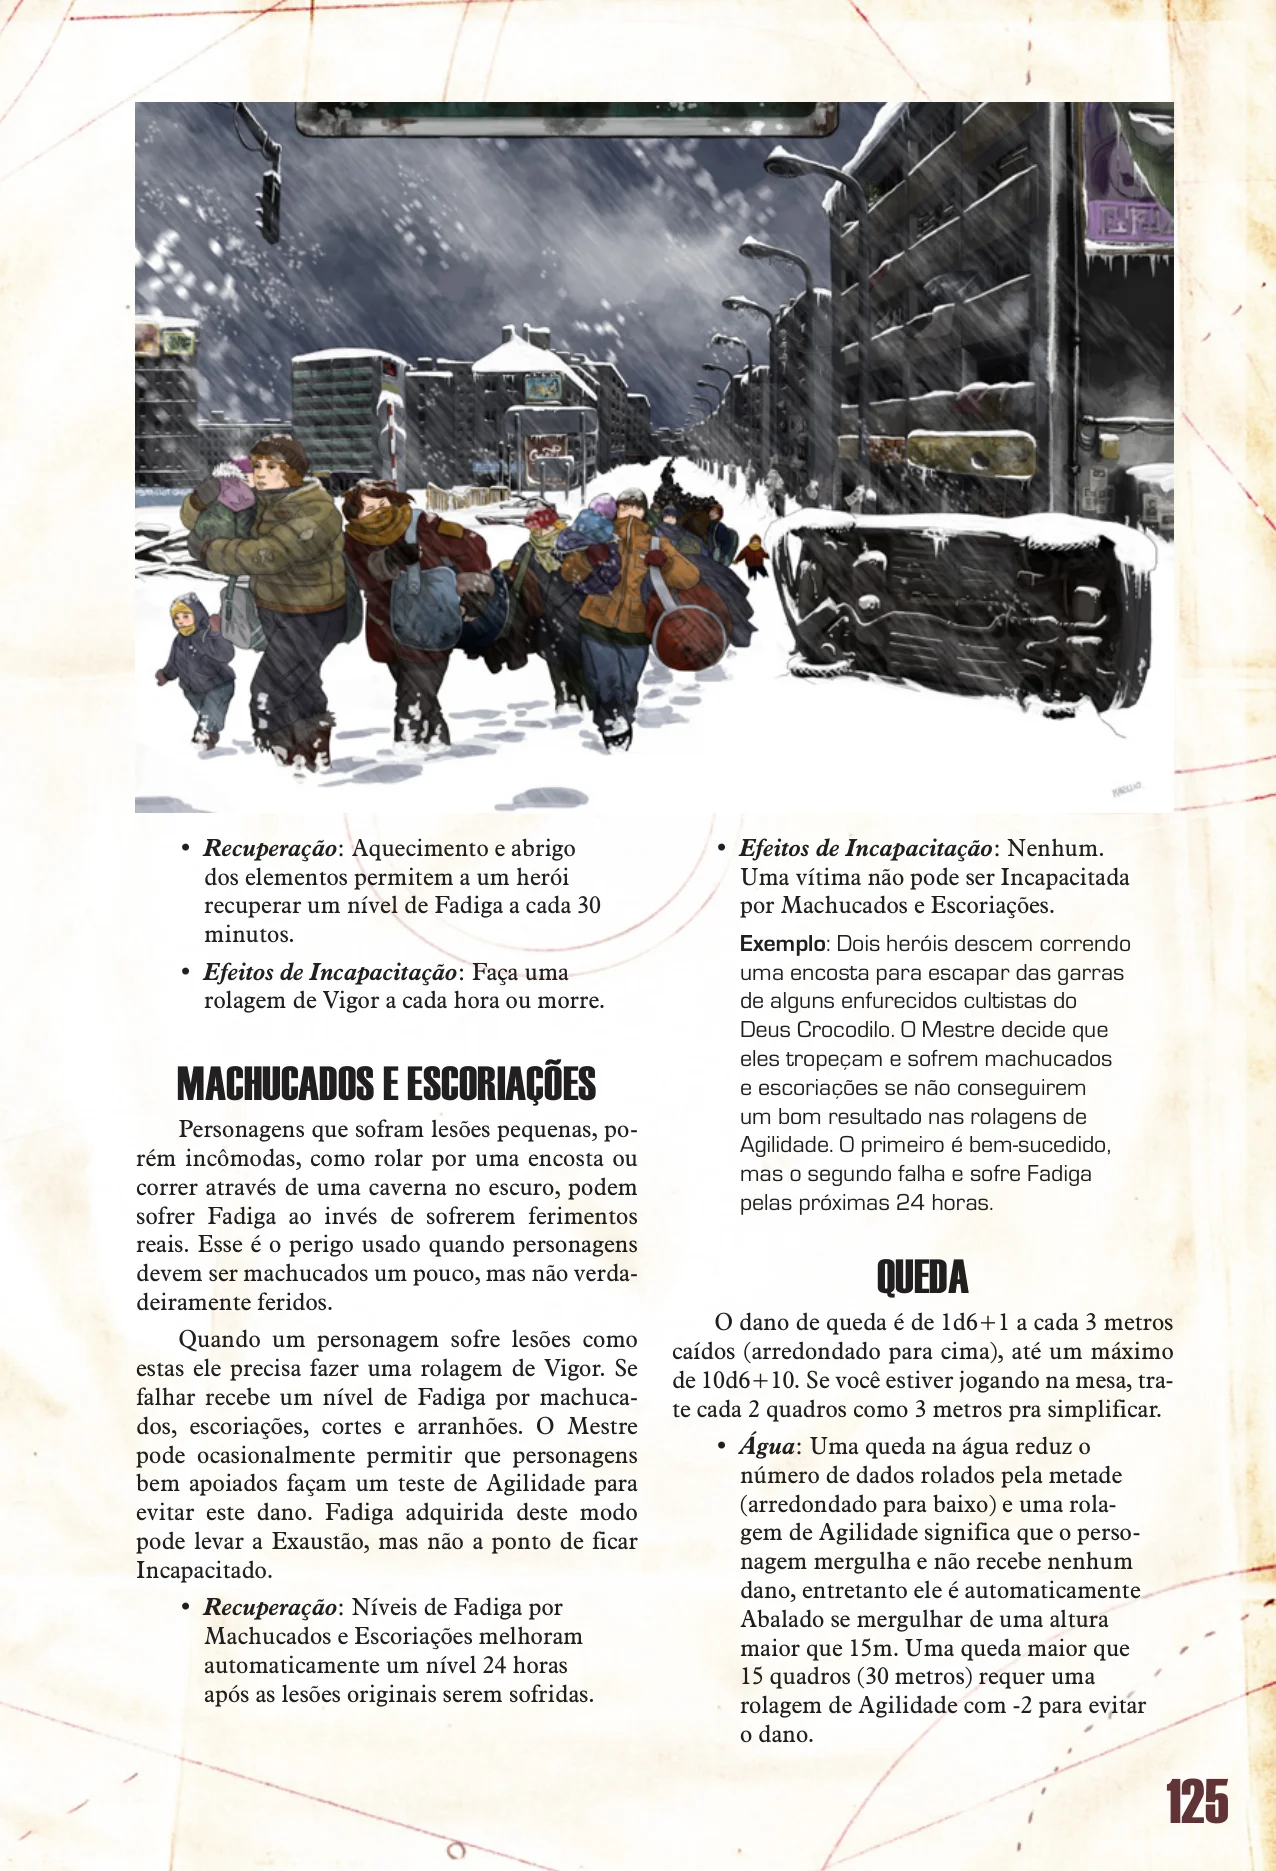 • Recuperação: Aquecimento e abrigo
dos elementos permitem a um herói
recuperar um nível de Fadiga a cada 30
minutos.
• Efeitos de Incapacitação: Faça uma
rolagem de Vigor a cada hora ou morre.
MACHUCADOS E ESCORIAÇÕES
Personagens que sofram lesões pequenas, po-
rém incômodas, como rolar por uma encosta ou
correr através de uma caverna no escuro, podem
sofrer Fadiga ao invés de sofrerem ferimentos
reais. Esse é o perigo usado quando personagens
devem ser machucados um pouco, mas não verda-
deiramente feridos.
Quando um personagem sofre lesões como
estas ele precisa fazer uma rolagem de Vigor. Se
falhar recebe um nível de Fadiga por machuca-
dos, escoriações, cortes e arranhões. O Mestre
pode ocasionalmente permitir que personagens
bem apoiados façam um teste de Agilidade para
evitar este dano. Fadiga adquirida deste modo
pode levar a Exaustão, mas não a ponto de ficar
Incapacitado.
• Recuperação: Níveis de Fadiga por
Machucados e Escoriações melhoram
automaticamente um nível 24 horas
após as lesões originais serem sofridas.
• Efeitos de Incapacitação: Nenhum.
Uma vítima não pode ser Incapacitada
por Machucados e Escoriações.
Exemplo: Dois heróis descem correndo
uma encosta para escapar das garras
de alguns enfurecidos cultistas do
Deus Crocodilo. O Mestre decide que
eles tropeçam e sofrem machucados
e escoriações se não conseguirem
um bom resultado nas rolagens de
Agilidade. O primeiro é bem-sucedido,
mas o segundo falha e sofre Fadiga
pelas próximas 24 horas.
QUEDA
O dano de queda é de 1d6+1 a cada 3 metros
caídos (arredondado para cima), até um máximo
de 10d6+10. Se você estiver jogando na mesa, tra-
te cada 2 quadros como 3 metros pra simplificar.
• Água: Uma queda na água reduz o
número de dados rolados pela metade
(arredondado para baixo) e uma rola-
gem de Agilidade significa que o perso-
nagem mergulha e não recebe nenhum
dano, entretanto ele é automaticamente
Abalado se mergulhar de uma altura
maior que 15m. Uma queda maior que
15 quadros (30 metros) requer uma
rolagem de Agilidade com -2 para evitar
o dano.
125